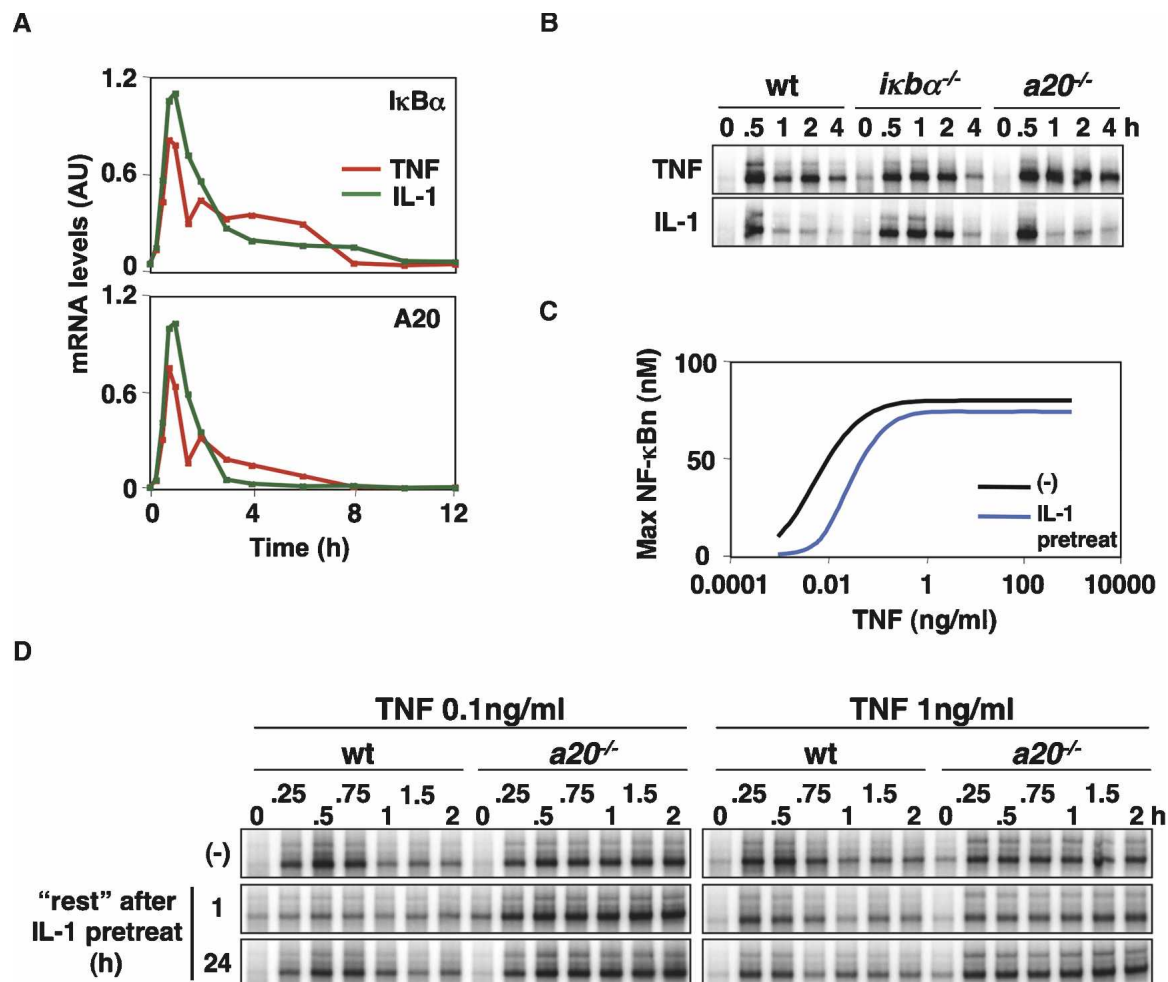 A
1.2
IκBα
TNF
IL-1
0.6
0
1.2
A20
0.6
0
0 4 8 12
mRNA levels (AU)
Time (h)
B
wt iκbα-/- a20-/-
0 .5 1 2 4 0 .5 1 2 4 0 .5 1 2 4 h
TNF
IL-1
C
100
50
0
Max NF-κBn (nM)
(-)
IL-1
pretreat
0.0001 0.01 1 100 10000
TNF (ng/ml)
D
TNF 0.1ng/ml TNF 1ng/ml
wt a20-/- wt a20-/-
.25 .75 1.5 .25 .75 1.5 .25 .75 1.5 .25 .75 1.5
0 .5 1 2 0 .5 1 2 0 .5 1 2 0 .5 1 2 h
(-)
"rest" after
IL-1 pretreat
(h)
1
24